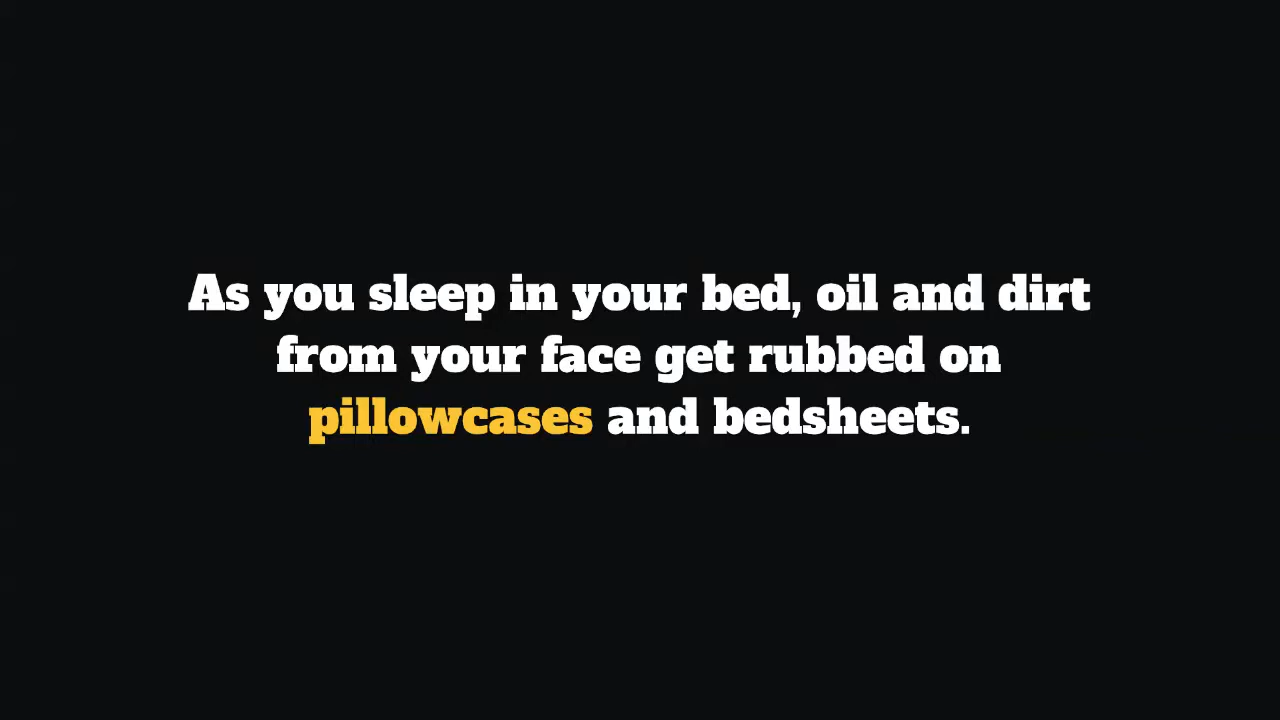 As you sleep in your bed, oil and dirt
from your face get rubbed on
pillowcases and bedsheets.